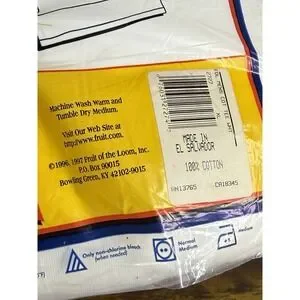 Machine Wash Warm and
Tumble Dry Medium.
Visit Our Web Site at
http://www.fruit.com
©1996, 1997 Fruit of the Loom, Inc.
P.O. Box 90015
Bowling Green, KY 42102-9015
MADE IN
EL SALVADOR
100% COTTON
RN13765 CA18345
Only non-chlorine bleach
(when needed)
Normal
Medium
Medium